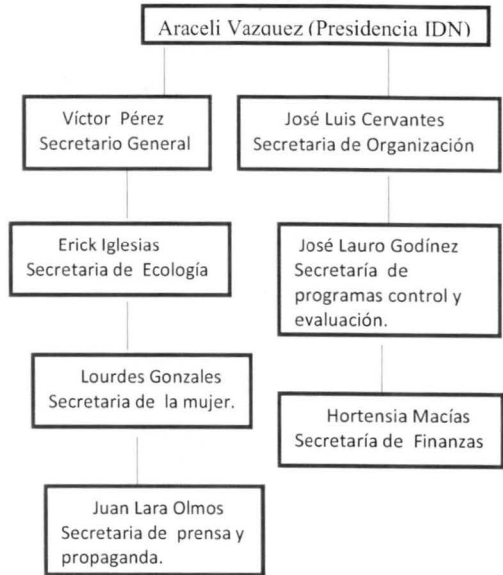 Araceli Vazquez (Presidencia IDN)
Víctor Pérez
Secretario General
José Luis Cervantes
Secretaria de Organización
Erick Iglesias
Secretaria de Ecología
José Lauro Godínez
Secretaría de
programas control y
evaluación.
Lourdes Gonzales
Secretaria de la mujer.
Hortensia Macías
Secretaría de Finanzas
Juan Lara Olmos
Secretaria de prensa y
propaganda.